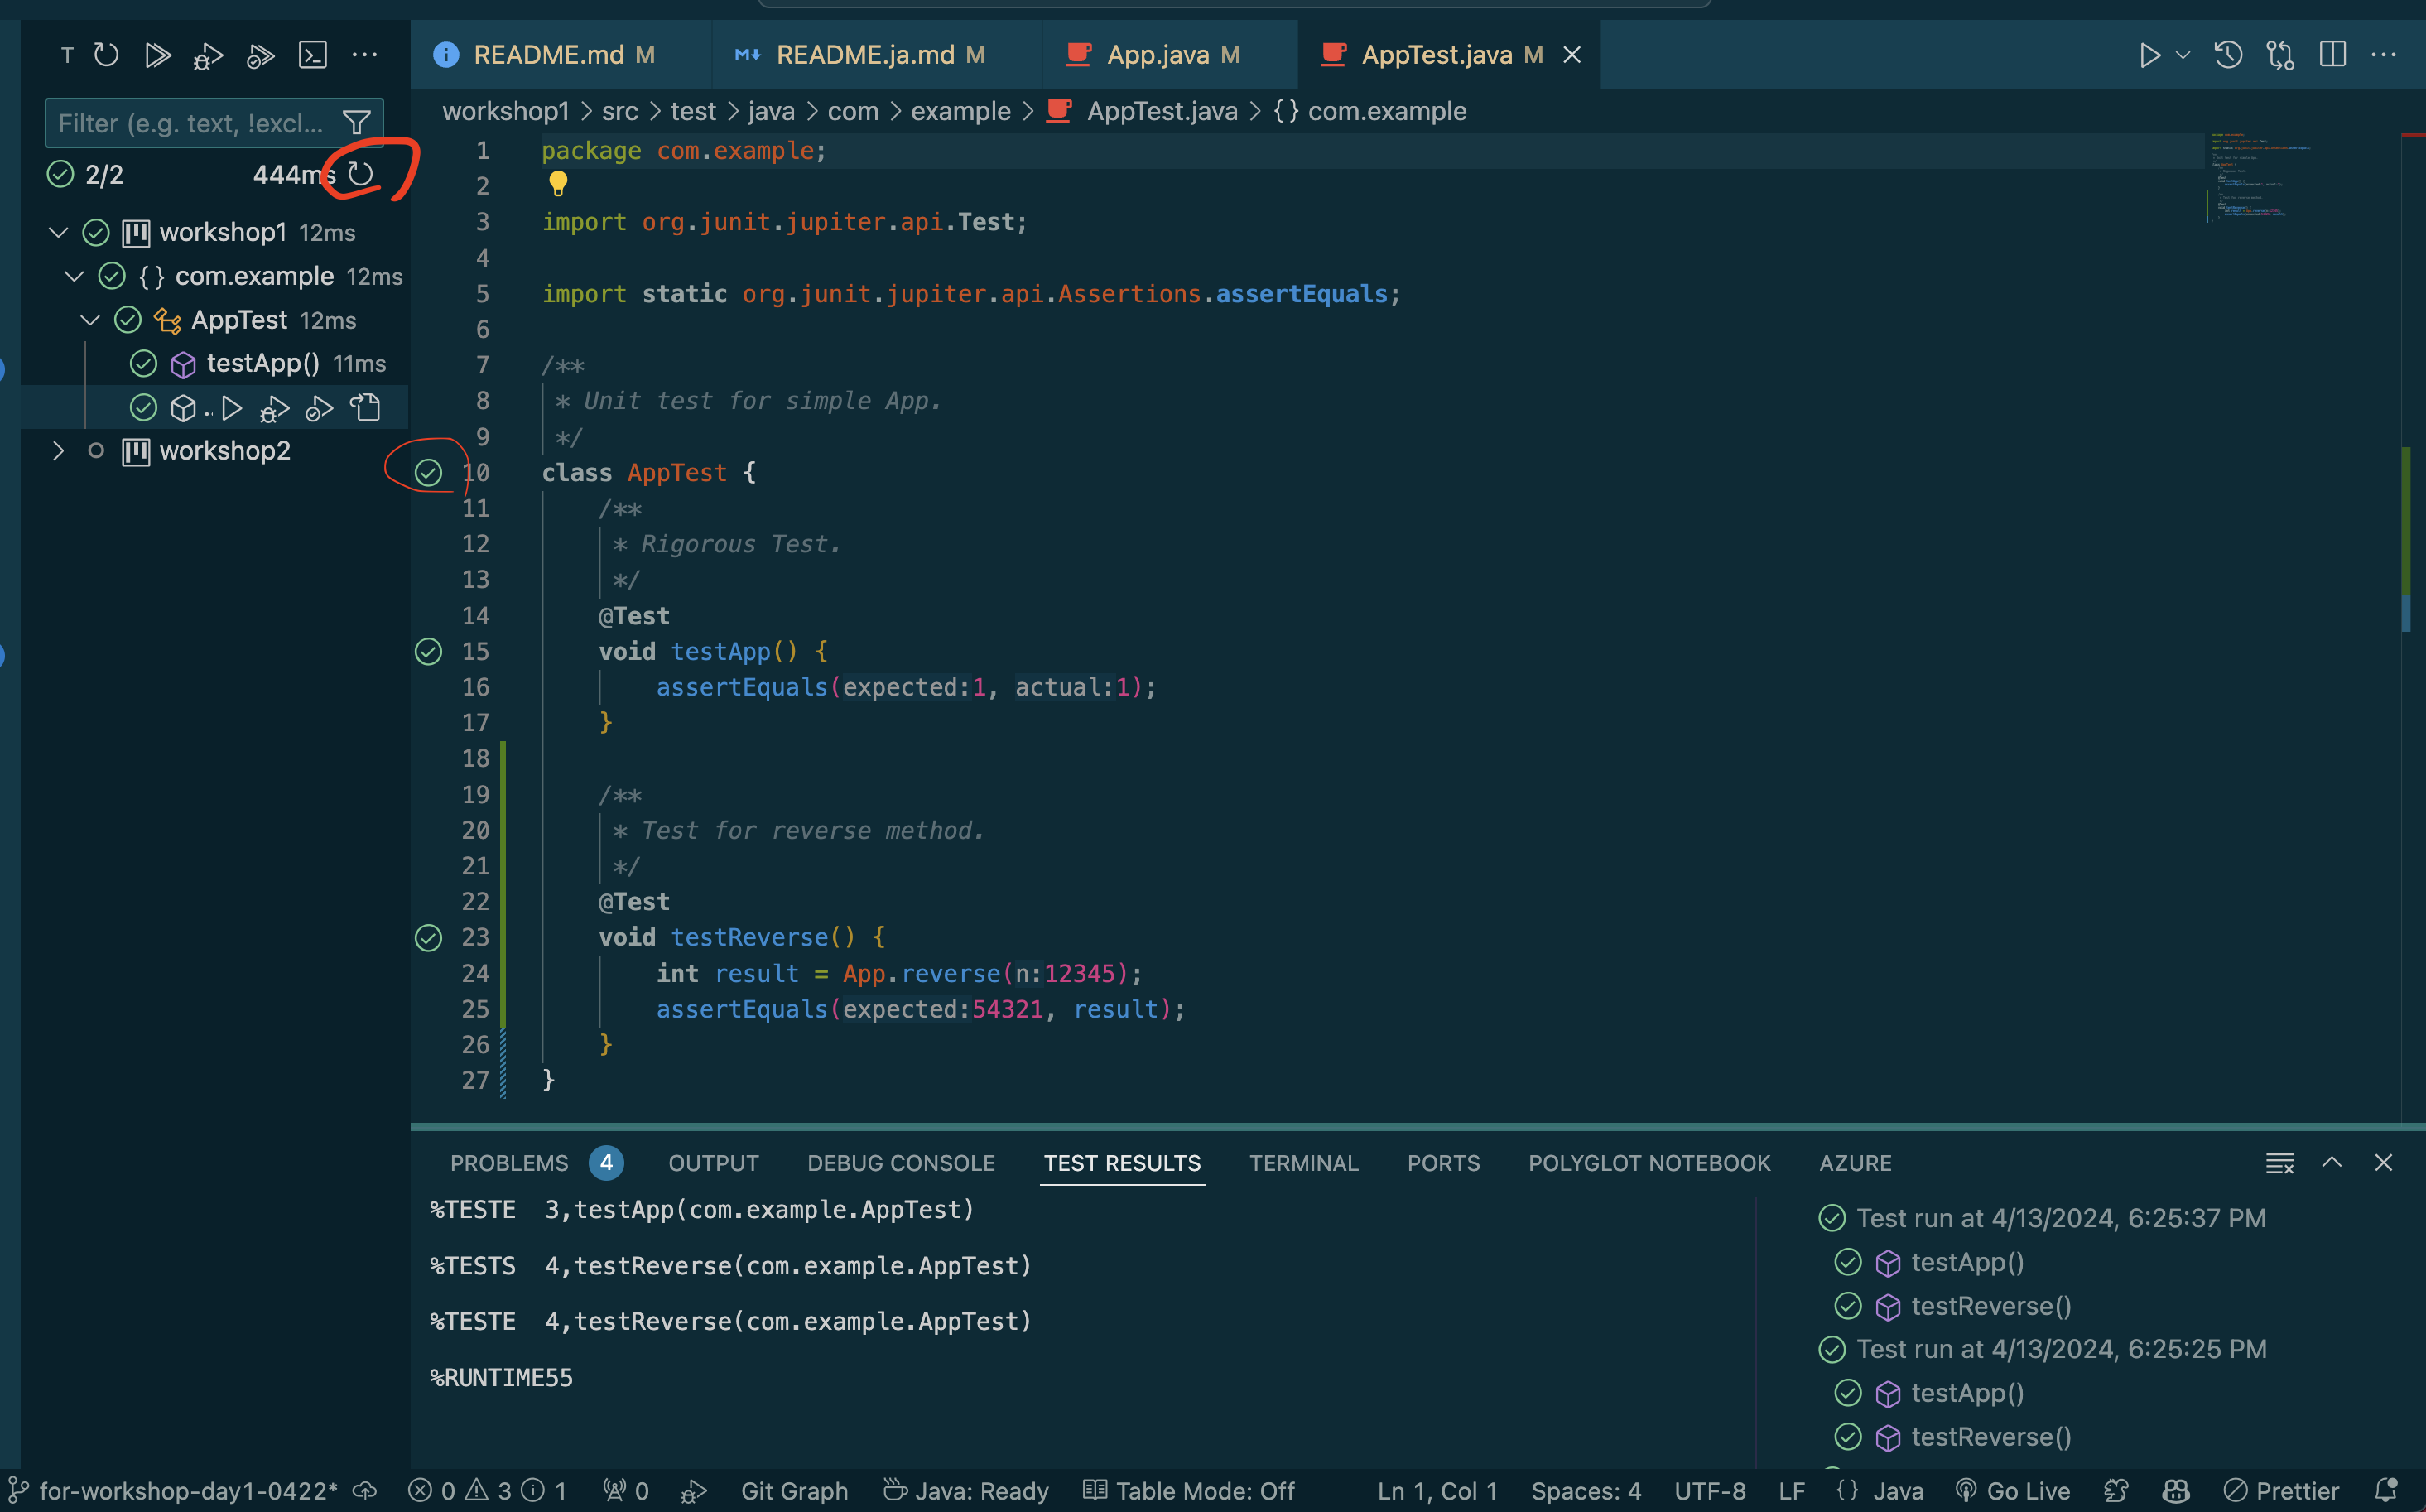 T
README.md M
README.ja.md M
App.java M
AppTest.java M
Filter (e.g. text, !excl...
workshop1 > src > test > java > com > example > AppTest.java > {} com.example
2/2 444ms
workshop1 12ms
{} com.example 12ms
AppTest 12ms
testApp() 11ms
..
workshop2
1 package com.example;
2
3 import org.junit.jupiter.api.Test;
4
5 import static org.junit.jupiter.api.Assertions.assertEquals;
6
7 /**
8 * Unit test for simple App.
9 */
10 class AppTest {
11 /**
12 * Rigorous Test.
13 */
14 @Test
15 void testApp() {
16 assertEquals(expected:1, actual:1);
17 }
18
19 /**
20 * Test for reverse method.
21 */
22 @Test
23 void testReverse() {
24 int result = App.reverse(n:12345);
25 assertEquals(expected:54321, result);
26 }
27 }
PROBLEMS 4 OUTPUT DEBUG CONSOLE TEST RESULTS TERMINAL PORTS POLYGLOT NOTEBOOK AZURE
%TESTE 3,testApp(com.example.AppTest)
%TESTS 4,testReverse(com.example.AppTest)
%TESTE 4,testReverse(com.example.AppTest)
%RUNTIME55
Test run at 4/13/2024, 6:25:37 PM
testApp()
testReverse()
Test run at 4/13/2024, 6:25:25 PM
testApp()
testReverse()
for-workshop-day1-0422* 0 3 1 0 Git Graph Java: Ready Table Mode: Off Ln 1, Col 1 Spaces: 4 UTF-8 LF {} Java Go Live Prettier